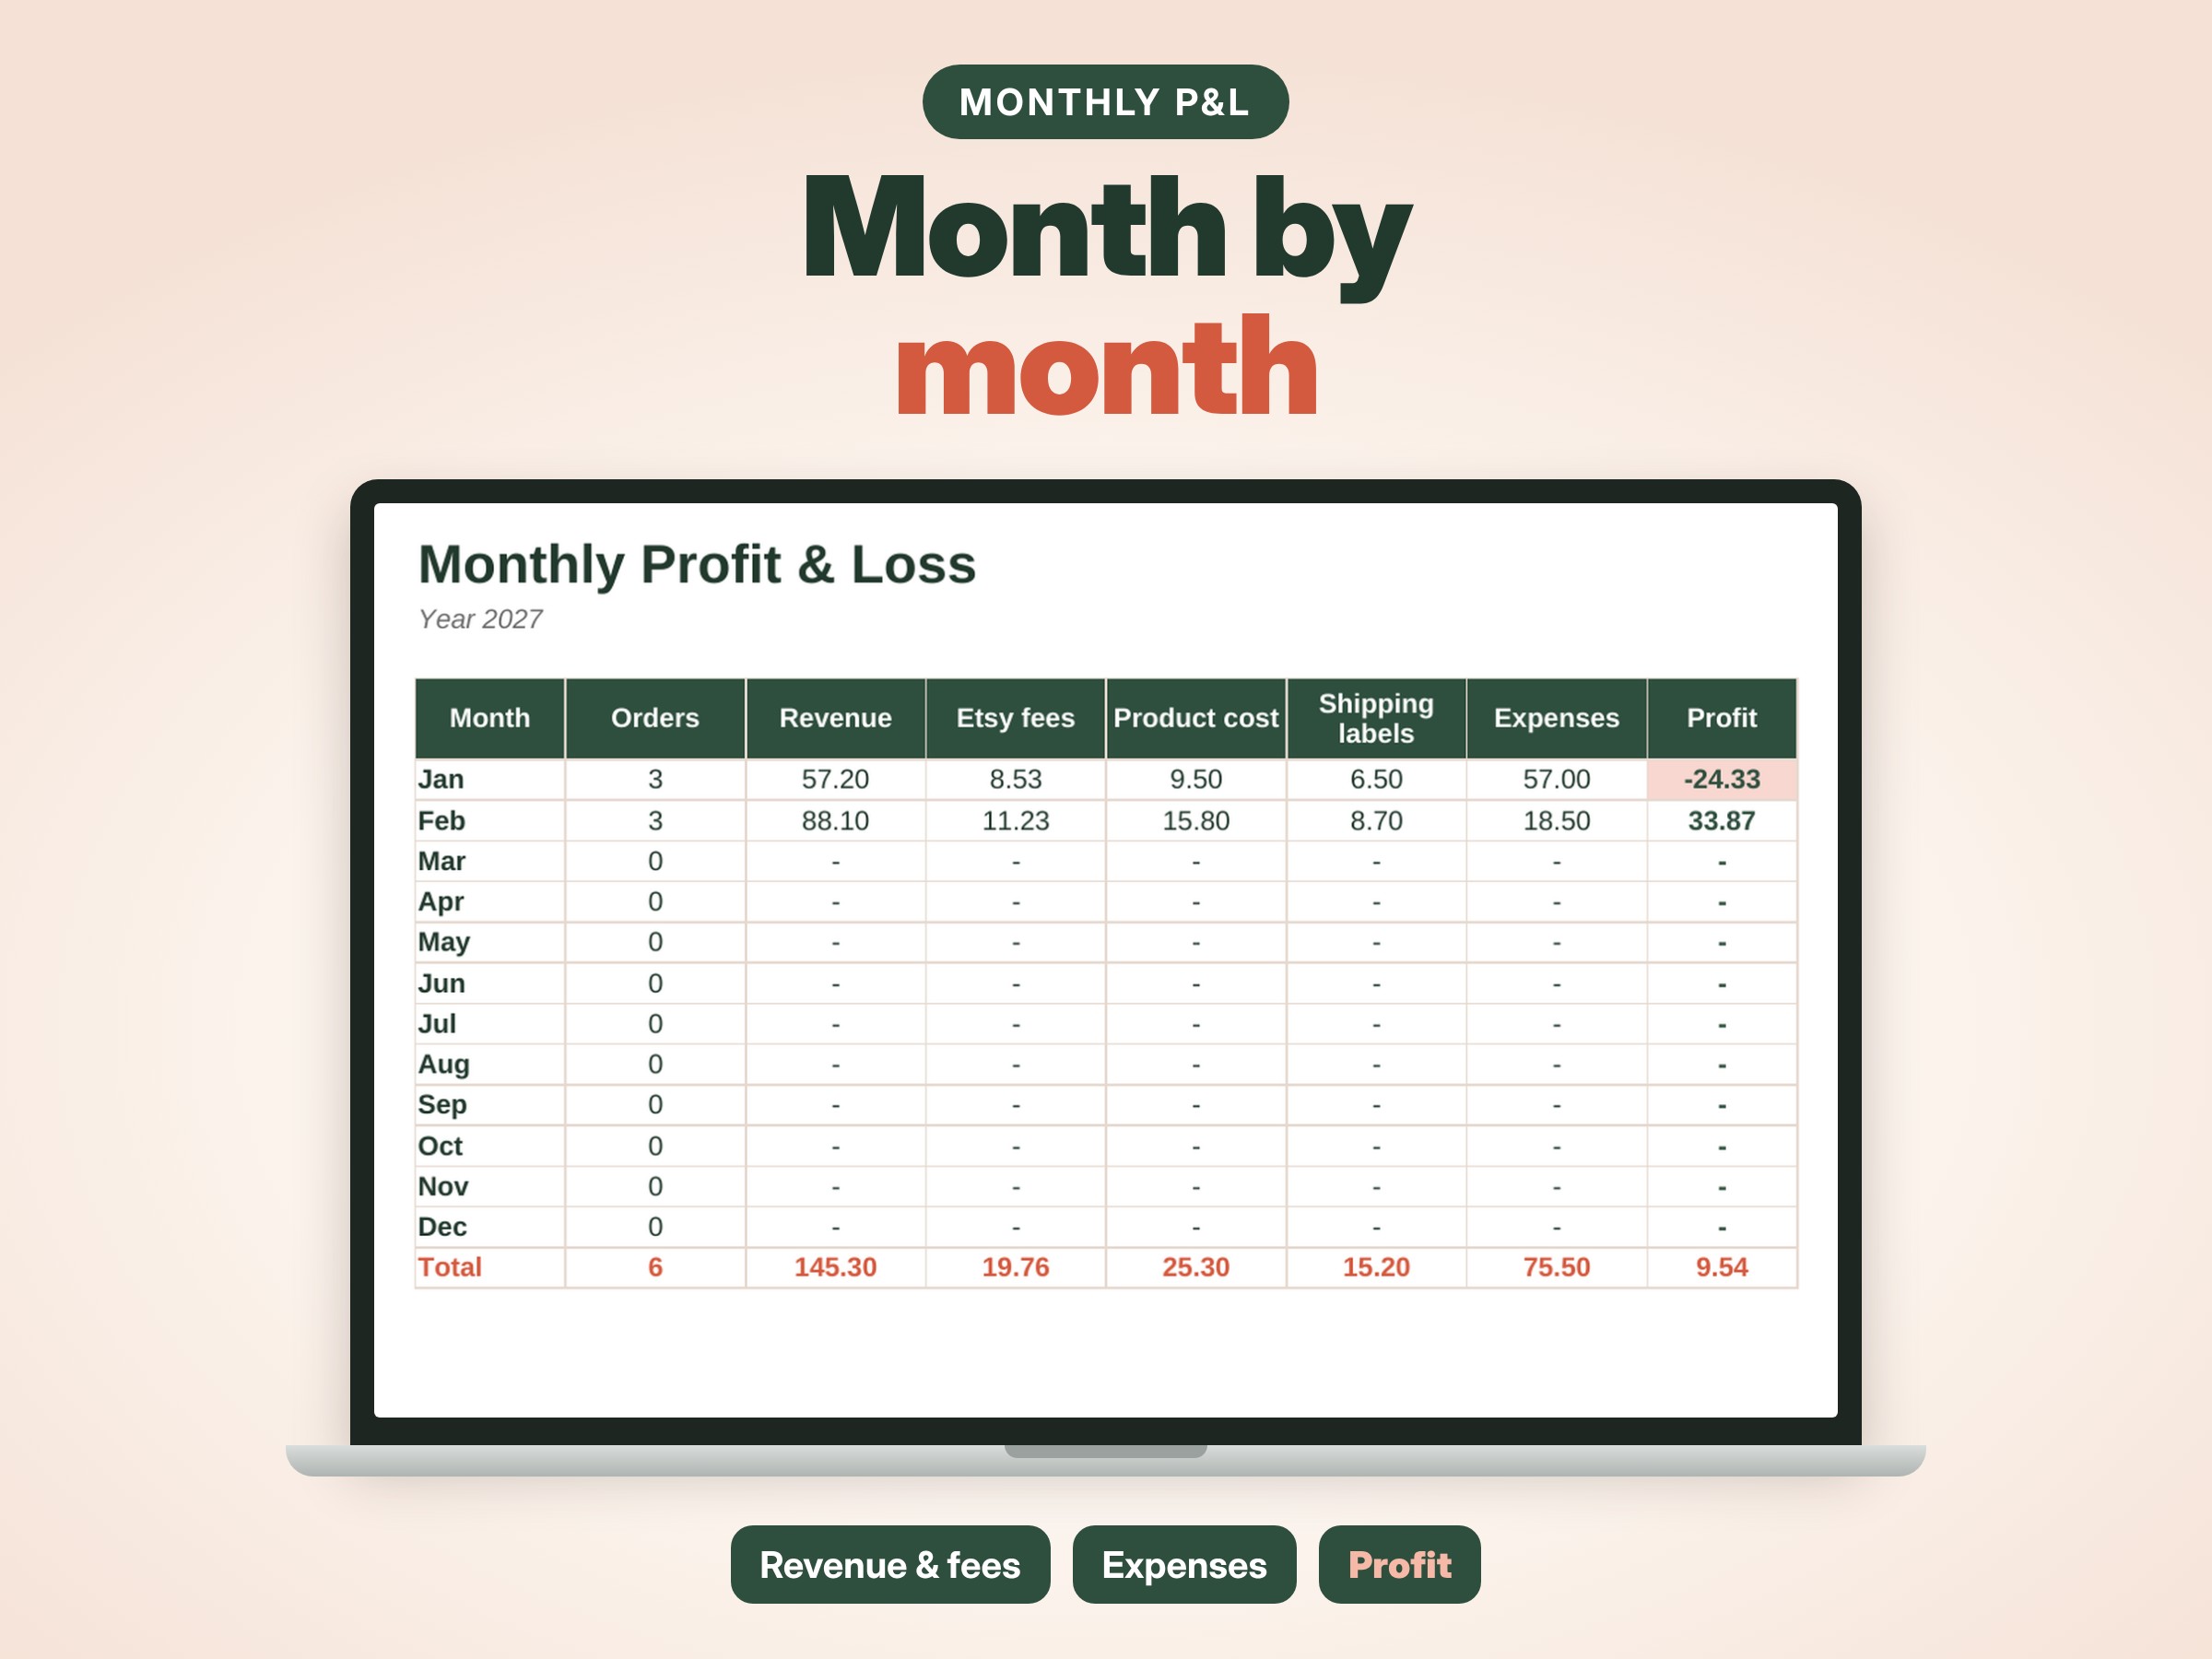 MONTHLY P&L
Month by
month
Monthly Profit & Loss
Year 2027
Month Orders Revenue Etsy fees Product cost Shipping labels Expenses Profit
Jan 3 57.20 8.53 9.50 6.50 57.00 -24.33
Feb 3 88.10 11.23 15.80 8.70 18.50 33.87
Mar 0 - - - - - -
Apr 0 - - - - - -
May 0 - - - - - -
Jun 0 - - - - - -
Jul 0 - - - - - -
Aug 0 - - - - - -
Sep 0 - - - - - -
Oct 0 - - - - - -
Nov 0 - - - - - -
Dec 0 - - - - - -
Total 6 145.30 19.76 25.30 15.20 75.50 9.54
Revenue & fees Expenses Profit